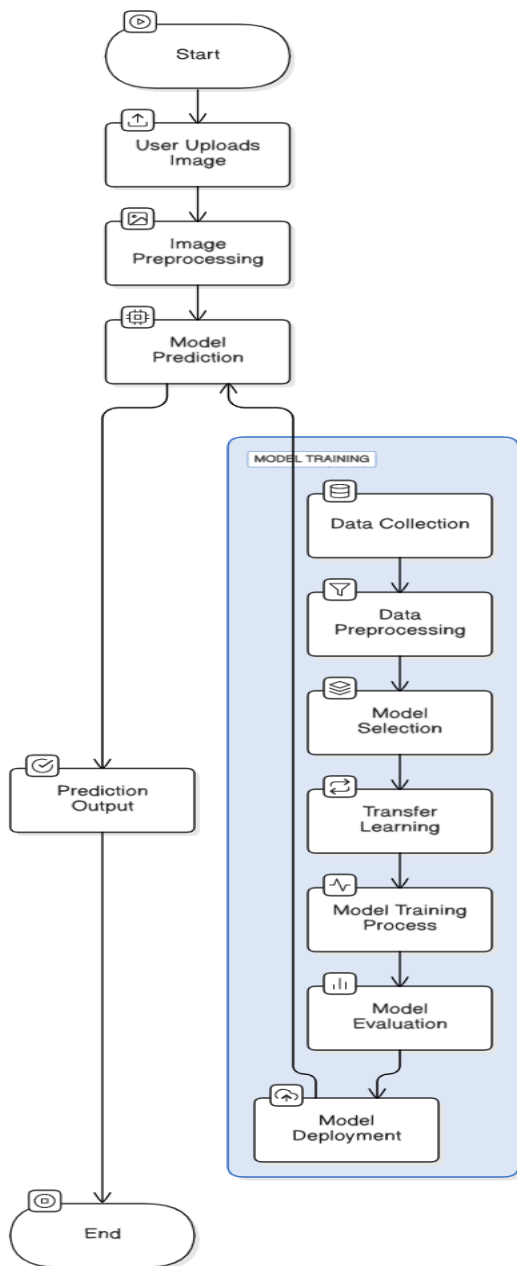 Start
User Uploads
Image
Image
Preprocessing
Model
Prediction
MODEL TRAINING
Data Collection
Data
Preprocessing
Model
Selection
Transfer
Learning
Model Training
Process
Model
Evaluation
Model
Deployment
Prediction
Output
End